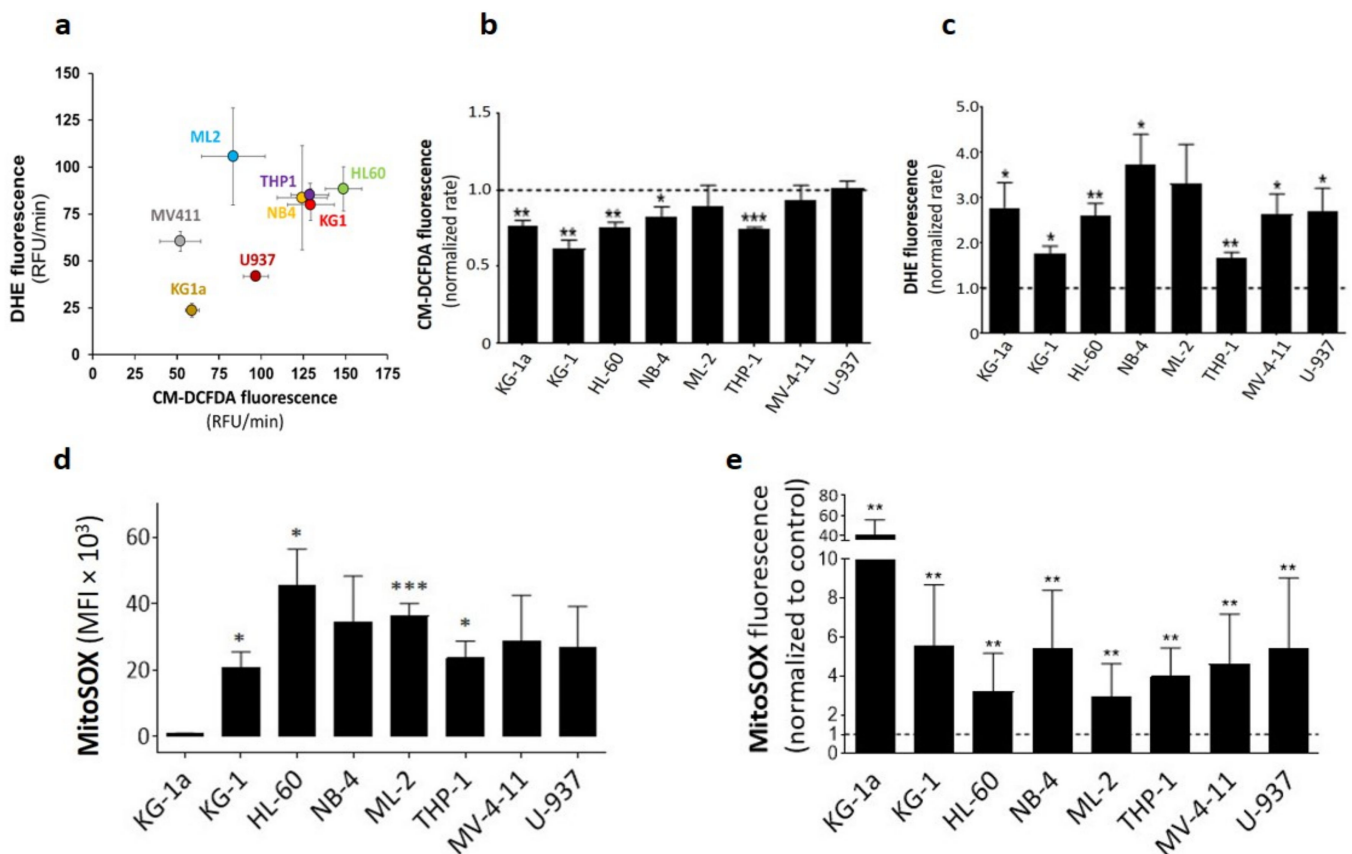 a
DHE fluorescence
(RFU/min)
150
125
100
75
50
25
0
ML2
THP1
HL60
NB4
KG1
MV411
U937
KG1a
0 25 50 75 100 125 150 175
CM-DCFDA fluorescence
(RFU/min)
b
CM-DCFDA fluorescence
(normalized rate)
1.5
1.0
0.5
0
** ** ** * ***
KG-1a KG-1 HL-60 NB-4 ML-2 THP-1 MV-4-11 U-937
c
DHE fluorescence
(normalized rate)
5.0
4.0
3.0
2.0
1.0
0
* * ** * ** * *
KG-1a KG-1 HL-60 NB-4 ML-2 THP-1 MV-4-11 U-937
d
MitoSOX (MFI × 10³)
60
40
20
0
* * *** *
KG-1a KG-1 HL-60 NB-4 ML-2 THP-1 MV-4-11 U-937
e
MitoSOX fluorescence
(normalized to control)
80
60
40
10
8
6
4
2
1
0
** ** ** ** ** ** ** **
KG-1a KG-1 HL-60 NB-4 ML-2 THP-1 MV-4-11 U-937